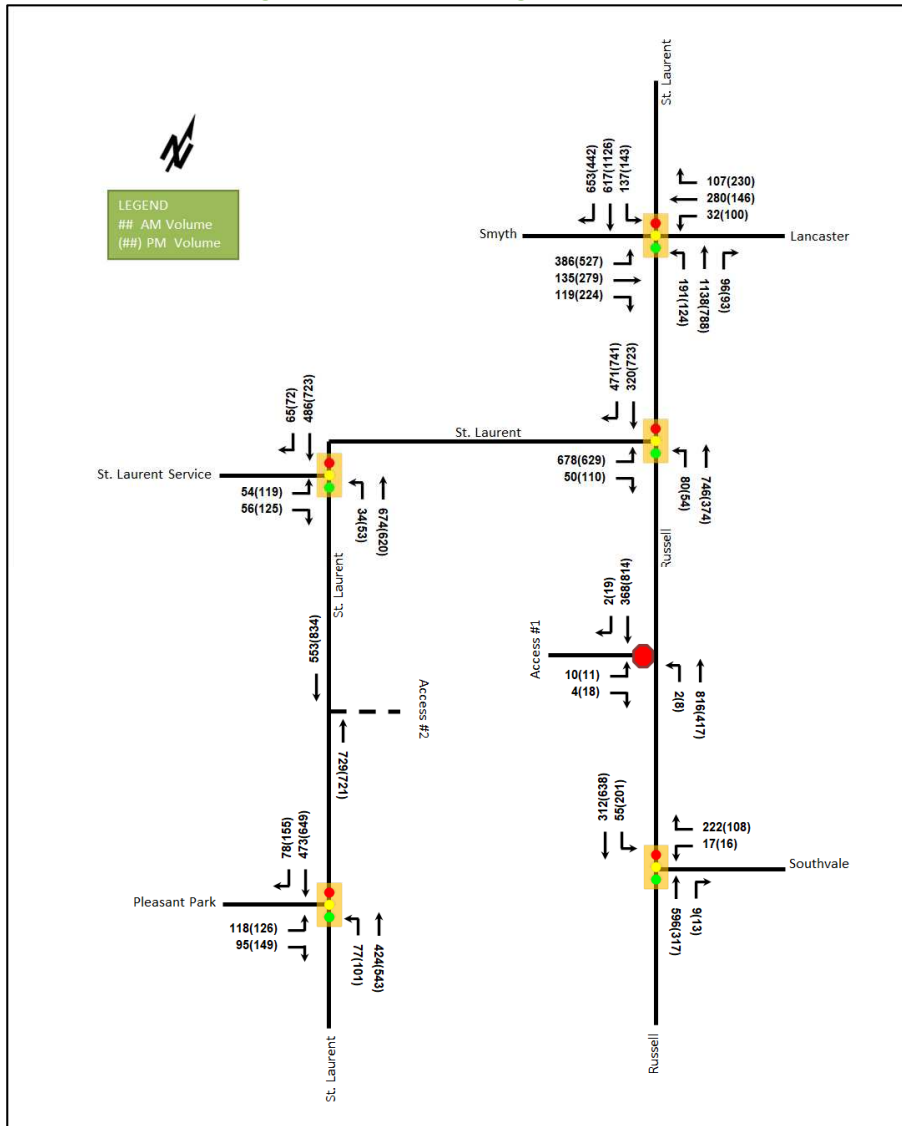 St. Laurent
N
LEGEND
## AM Volume
(##) PM Volume
653(442)
617(1126)
137(143)
107(230)
280(146)
32(100)
Smyth
Lancaster
386(527)
135(279)
119(224)
191(124)
1138(788)
96(93)
471(741)
320(723)
65(72)
486(723)
St. Laurent
St. Laurent Service
678(629)
50(110)
80(54)
746(374)
54(119)
56(125)
34(53)
674(620)
Russell
St. Laurent
2(19)
368(814)
553(834)
Access #1
10(11)
4(18)
2(8)
816(417)
Access #2
729(721)
312(638)
55(201)
78(155)
473(649)
222(108)
17(16)
Southvale
Pleasant Park
118(126)
95(149)
77(101)
424(543)
596(317)
9(13)
St. Laurent
Russell